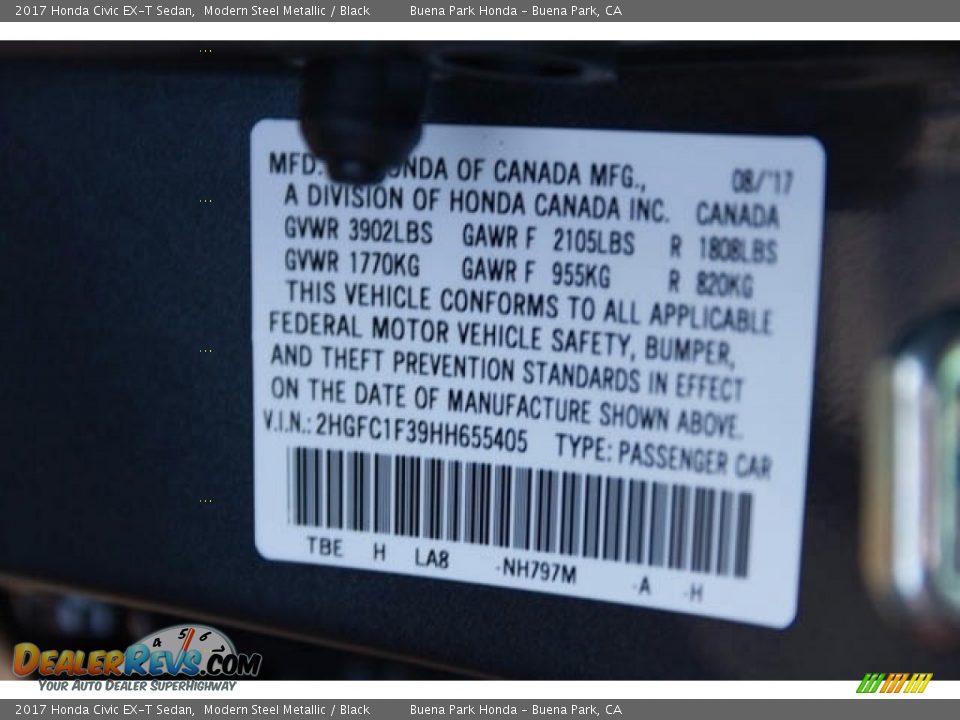 2017 Honda Civic EX-T Sedan, Modern Steel Metallic / Black Buena Park Honda - Buena Park, CA
MFD. ONDA OF CANADA MFG., 08/'17
A DIVISION OF HONDA CANADA INC. CANADA
GVWR 3902LBS GAWR F 2105LBS R 1808LBS
GVWR 1770KG GAWR F 955KG R 820KG
THIS VEHICLE CONFORMS TO ALL APPLICABLE
FEDERAL MOTOR VEHICLE SAFETY, BUMPER,
AND THEFT PREVENTION STANDARDS IN EFFECT
ON THE DATE OF MANUFACTURE SHOWN ABOVE.
V.I.N.: 2HGFC1F39HH655405 TYPE: PASSENGER CAR
TBE H LA8 -NH797M -A -H
4 5 6
DEALERREVS.COM
YOUR AUTO DEALER SUPERHIGHWAY
2017 Honda Civic EX-T Sedan, Modern Steel Metallic / Black Buena Park Honda - Buena Park, CA